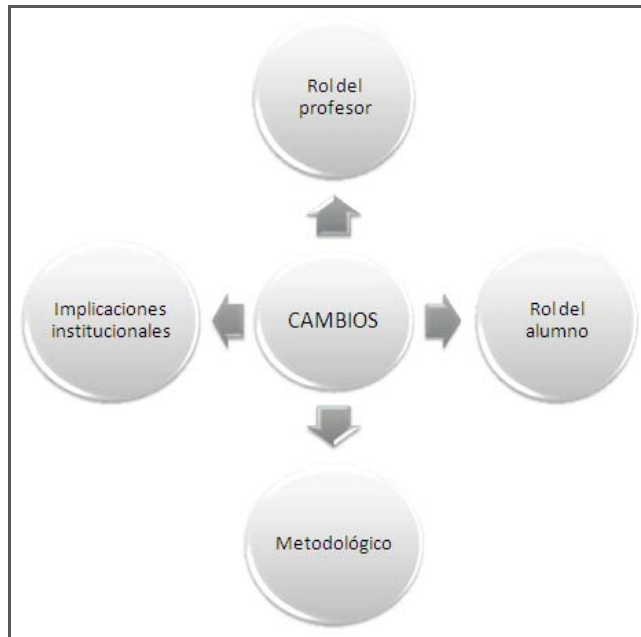 Rol del
profesor
Implicaciones
institucionales
CAMBIOS
Rol del
alumno
Metodológico